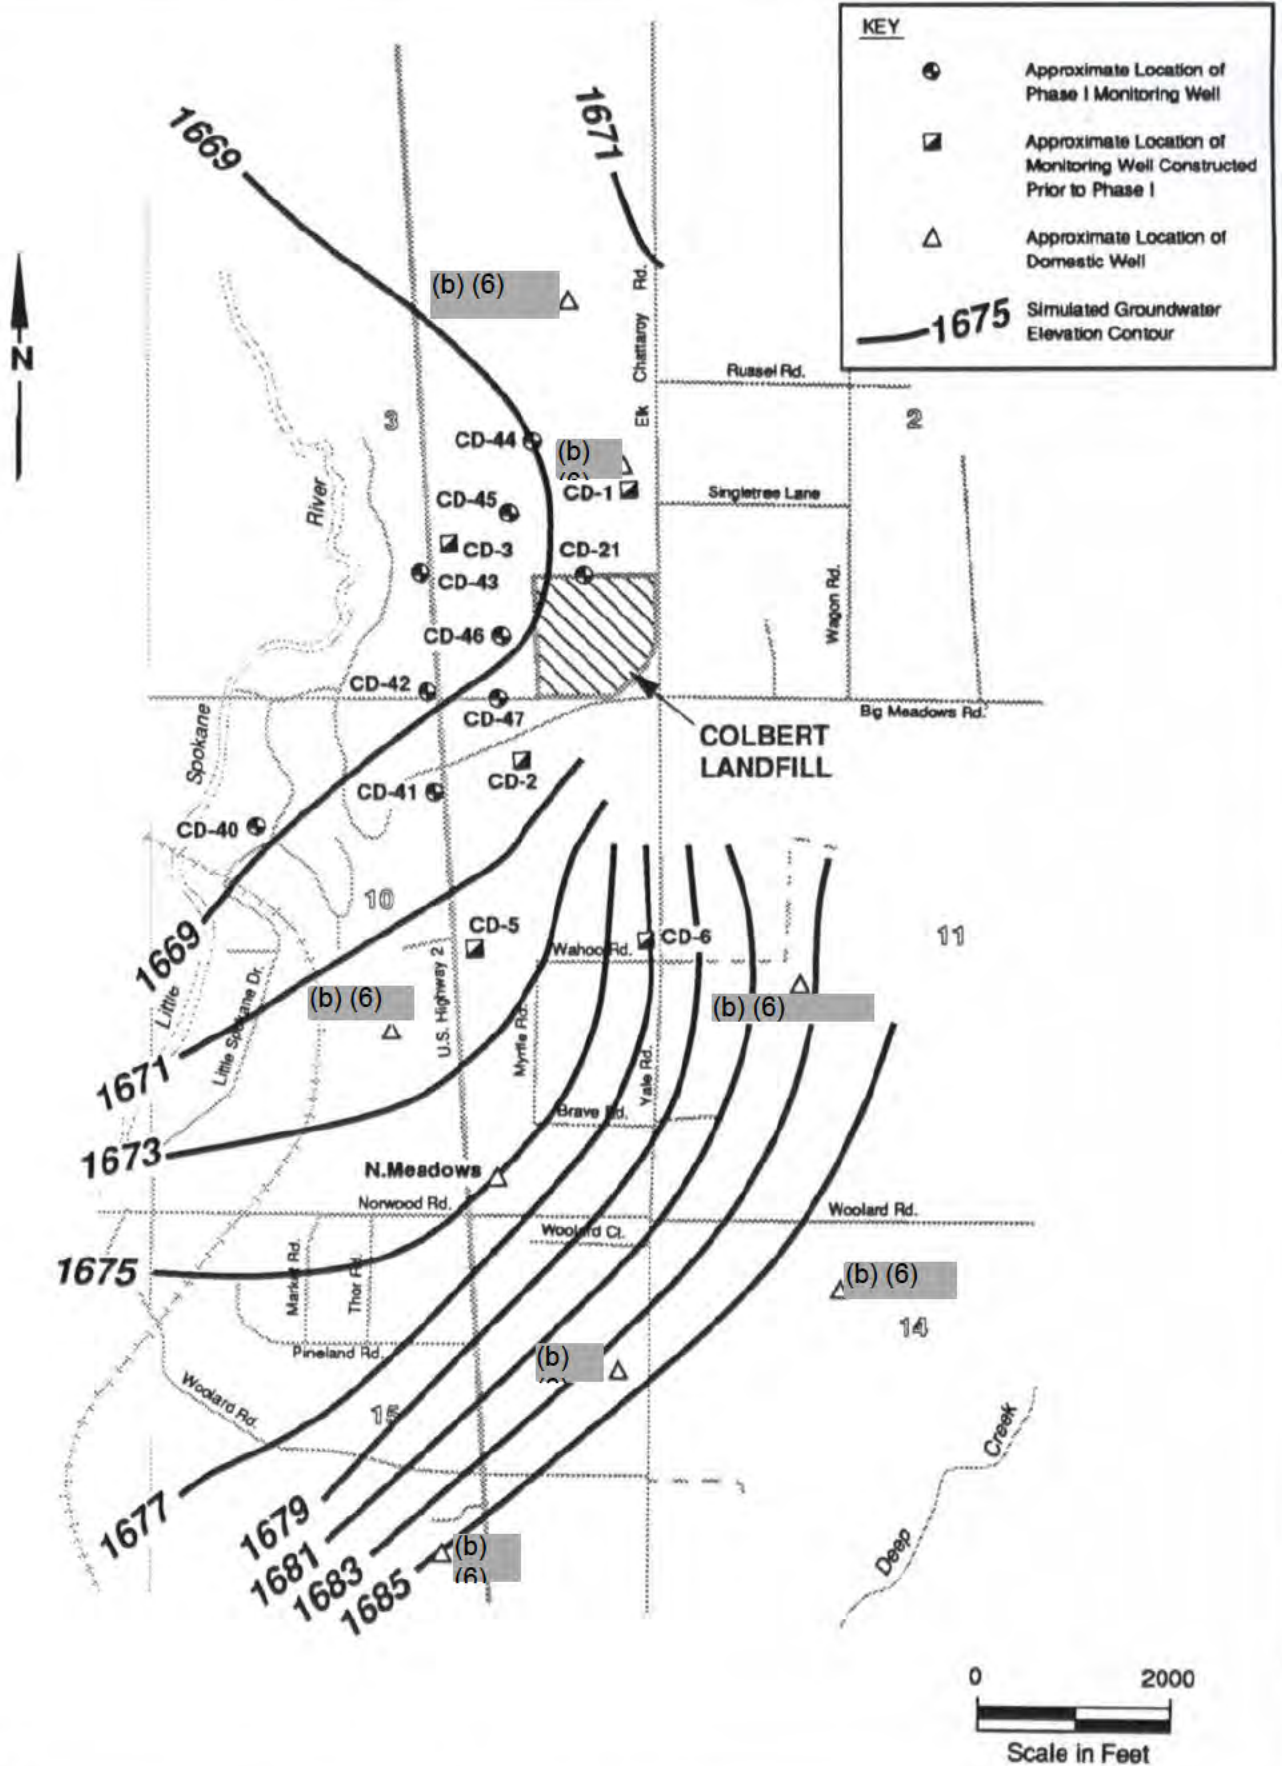 KEY
Approximate Location of
Phase I Monitoring Well
Approximate Location of
Monitoring Well Constructed
Prior to Phase I
Approximate Location of
Domestic Well
1675
Simulated Groundwater
Elevation Contour
1669
1671
N
(b) (6)
Elk Chattaroy Rd.
Russel Rd.
3
2
CD-44
(b)
CD-1
CD-45
Singletree Lane
River
CD-3
CD-21
CD-43
Wagon Rd.
CD-46
CD-42
CD-47
Big Meadows Rd.
Spokane
COLBERT
LANDFILL
CD-2
CD-41
CD-40
10
CD-5
CD-6
11
Wahoo Rd.
1669
Little
(b) (6)
(b) (6)
Little Spokane Dr.
U.S. Highway 2
Myrtle Rd.
Yale Rd.
1671
Brave Rd.
1673
N.Meadows
Norwood Rd.
Woolard Rd.
Woolard Ct.
1675
Market Rd.
Thor Rd.
(b) (6)
14
Pineland Rd.
(b)
Woolard Rd.
15
Creek
Deep
1677
1679
1681
1683
1685
(b)
(6)
0 2000
Scale in Feet